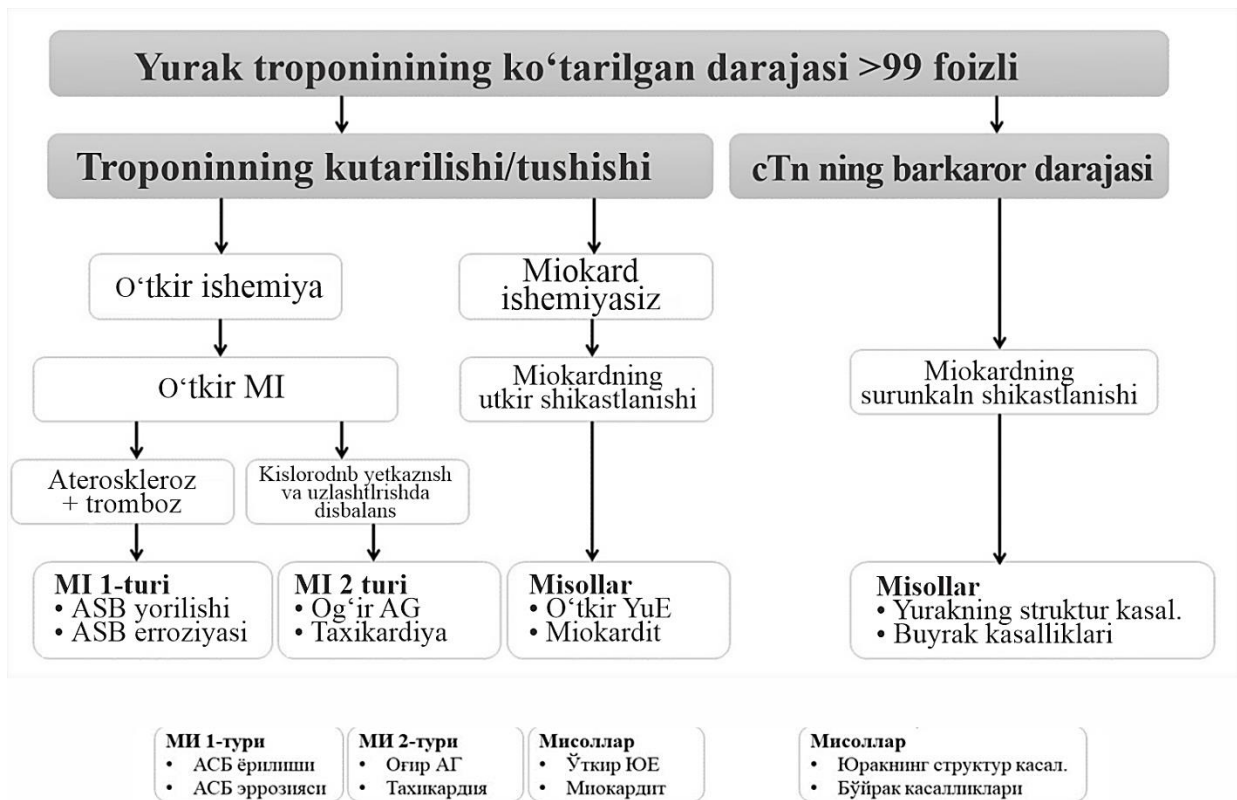 Yurak troponinining ko‘tarilgan darajasi >99 foizli
Troponinning kutarilishi/tushishi
cTn ning barkaror darajasi
O‘tkir ishemiya
Miokard
ishemiyasiz
O‘tkir MI
Miokardning
utkir shikastlanishi
Miokardning
surunkaln shikastlanishi
Ateroskleroz
+ tromboz
Kislorodnb yetkaznsh
va uzlashtlrishda
disbalans
MI 1-turi
• ASB yorilishi
• ASB erroziyasi
MI 2 turi
• Og‘ir AG
• Taxikardiya
Misollar
• O‘tkir YuE
• Miokardit
Misollar
• Yurakning struktur kasal.
• Buyrak kasalliklari
МИ 1-тури
• АСБ ёрилиши
• АСБ эррозияси
МИ 2-тури
• Оғир АГ
• Тахикардия
Мисоллар
• Ўткир ЮЕ
• Миокардит
Мисоллар
• Юракнинг структур касал.
• Бўйрак касалликлари